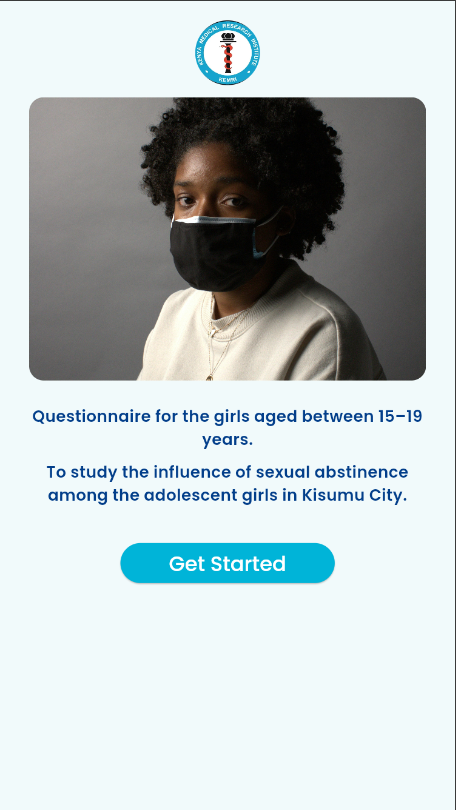 KENYA MEDICAL RESEARCH INSTITUTE
KEMRI
Questionnaire for the girls aged between 15–19
years.
To study the influence of sexual abstinence
among the adolescent girls in Kisumu City.
Get Started